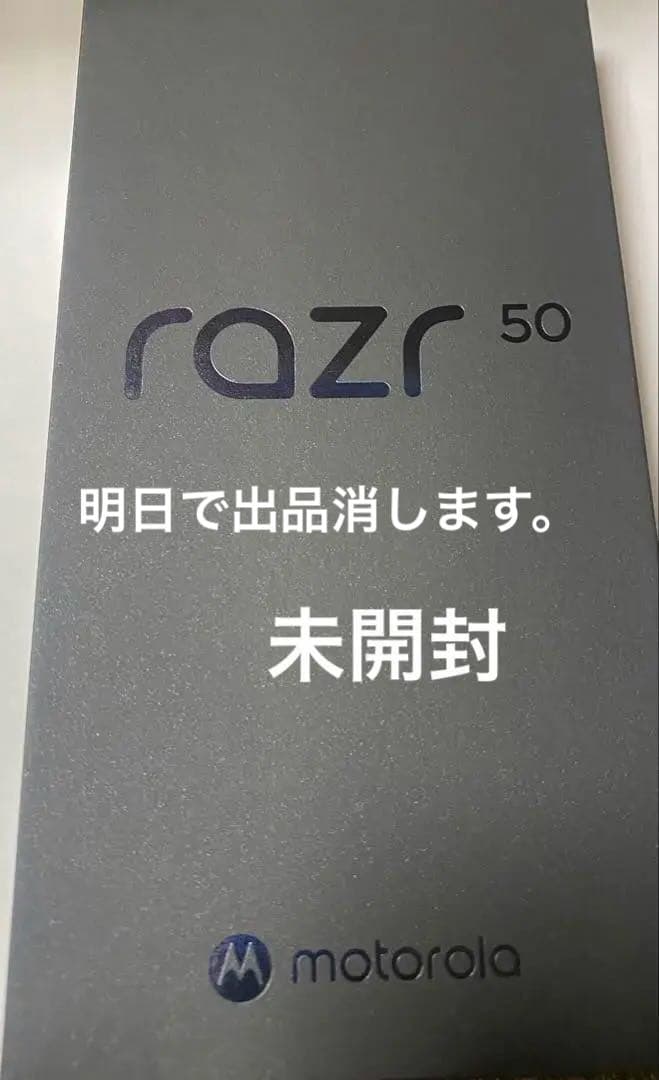 razr 50
明日で出品消します。
未開封
motorola